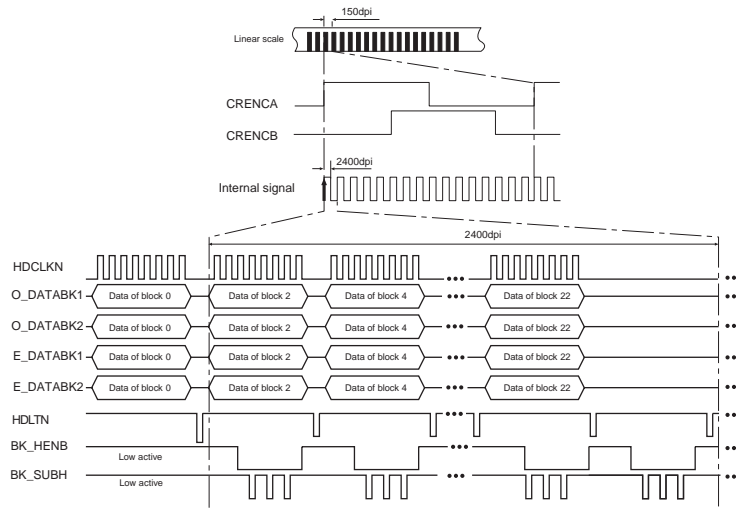 150dpi
Linear scale
CRENCA
CRENCB
2400dpi
Internal signal
2400dpi
HDCLKN
O_DATABK1 Data of block 0 Data of block 2 Data of block 4 Data of block 22
O_DATABK2 Data of block 0 Data of block 2 Data of block 4 Data of block 22
E_DATABK1 Data of block 0 Data of block 2 Data of block 4 Data of block 22
E_DATABK2 Data of block 0 Data of block 2 Data of block 4 Data of block 22
HDLTN
BK_HENB Low active
BK_SUBH Low active